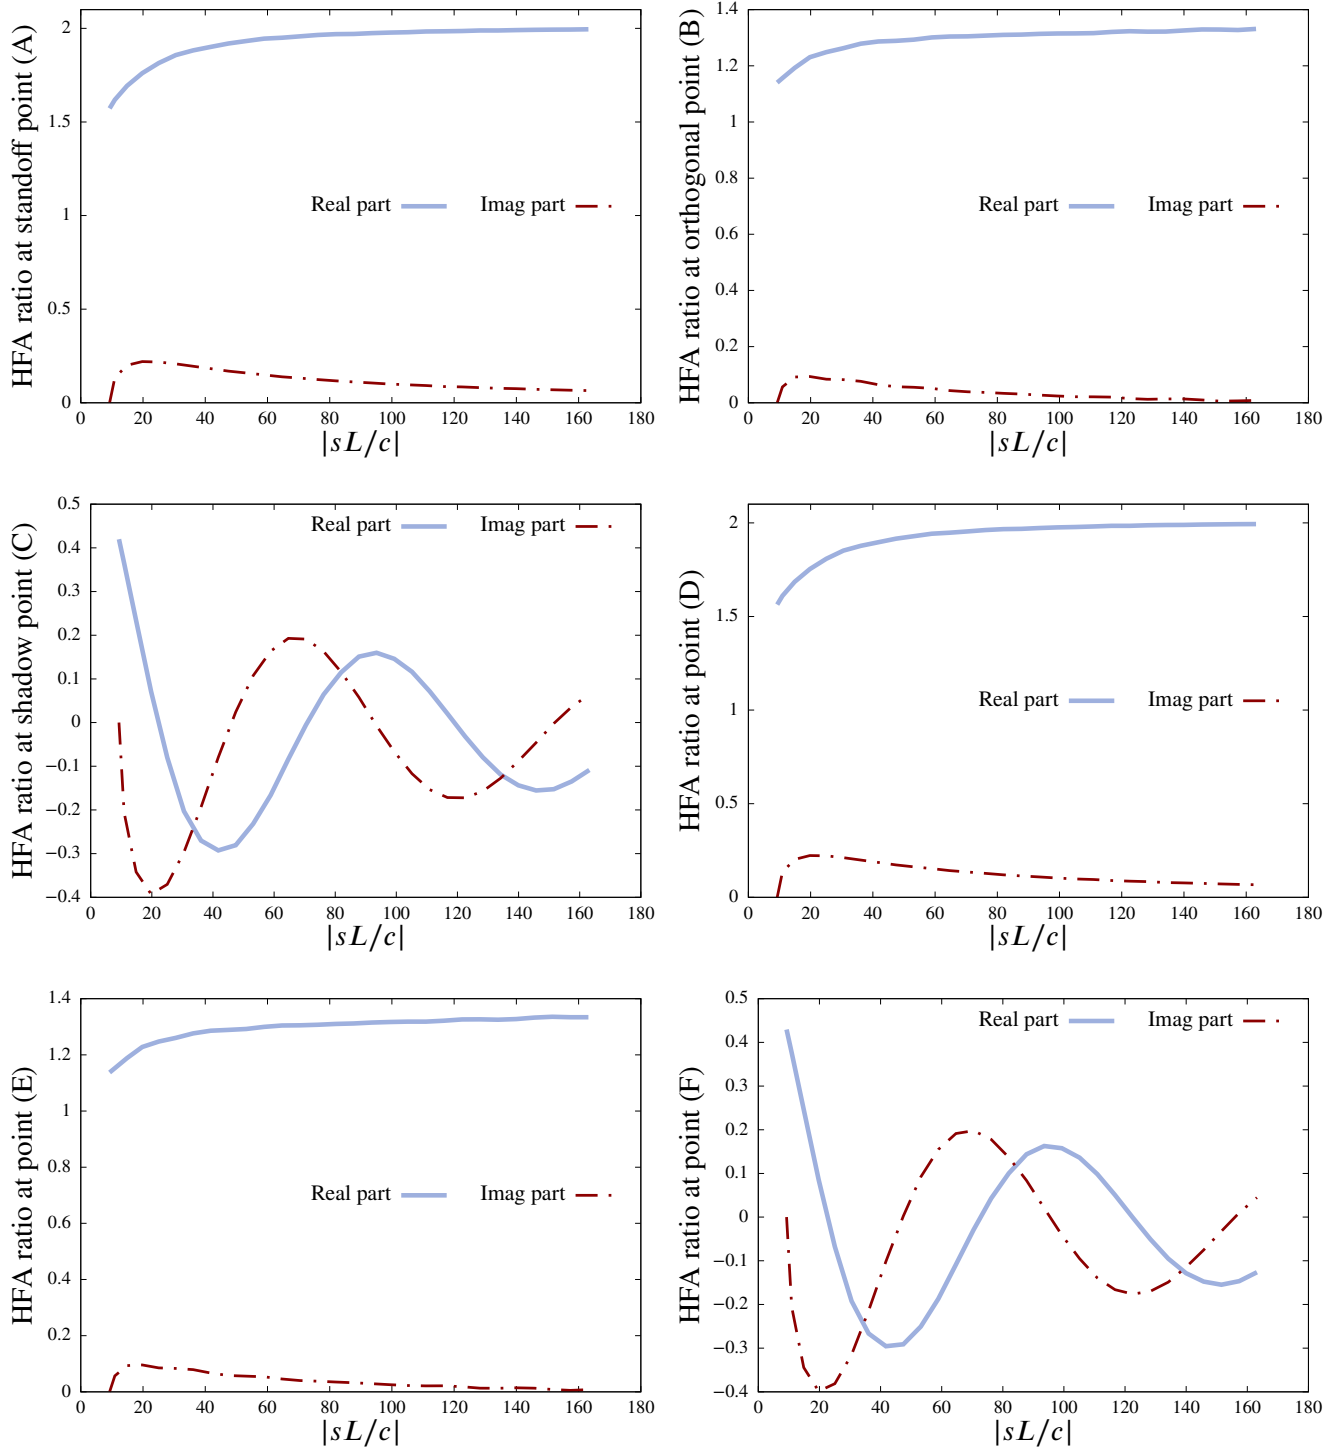 HFA ratio at standoff point (A)
2
1.5
1
0.5
0
Real part
Imag part
0 20 40 60 80 100 120 140 160 180
|sL/c|
HFA ratio at orthogonal point (B)
1.4
1.2
1
0.8
0.6
0.4
0.2
0
Real part
Imag part
0 20 40 60 80 100 120 140 160 180
|sL/c|
HFA ratio at shadow point (C)
0.5
0.4
0.3
0.2
0.1
0
−0.1
−0.2
−0.3
−0.4
Real part
Imag part
0 20 40 60 80 100 120 140 160 180
|sL/c|
HFA ratio at point (D)
2
1.5
1
0.5
0
Real part
Imag part
0 20 40 60 80 100 120 140 160 180
|sL/c|
HFA ratio at point (E)
1.4
1.2
1
0.8
0.6
0.4
0.2
0
Real part
Imag part
0 20 40 60 80 100 120 140 160 180
|sL/c|
HFA ratio at point (F)
0.5
0.4
0.3
0.2
0.1
0
−0.1
−0.2
−0.3
−0.4
Real part
Imag part
0 20 40 60 80 100 120 140 160 180
|sL/c|